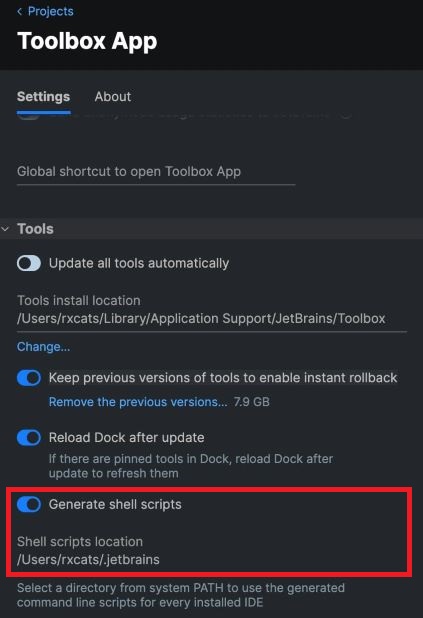 Projects
Toolbox App
Settings About
Global shortcut to open Toolbox App
Tools
Update all tools automatically
Tools install location
/Users/rxcats/Library/Application Support/JetBrains/Toolbox
Change...
Keep previous versions of tools to enable instant rollback
Remove the previous versions... 7.9 GB
Reload Dock after update
If there are pinned tools in Dock, reload Dock after
update to refresh them
Generate shell scripts
Shell scripts location
/Users/rxcats/.jetbrains
Select a directory from system PATH to use the generated
command line scripts for every installed IDE